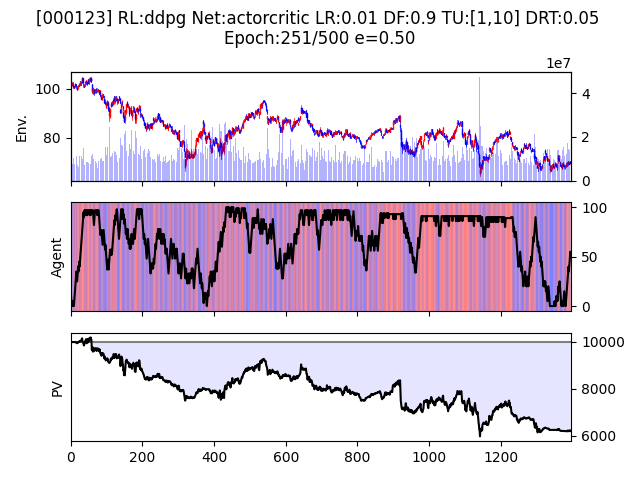 [000123] RL:ddpg Net:actorcritic LR:0.01 DF:0.9 TU:[1,10] DRT:0.05
Epoch:251/500 e=0.50
1e7
100
80
Env.
4
2
0
Agent
100
50
0
PV
10000
8000
6000
0 200 400 600 800 1000 1200